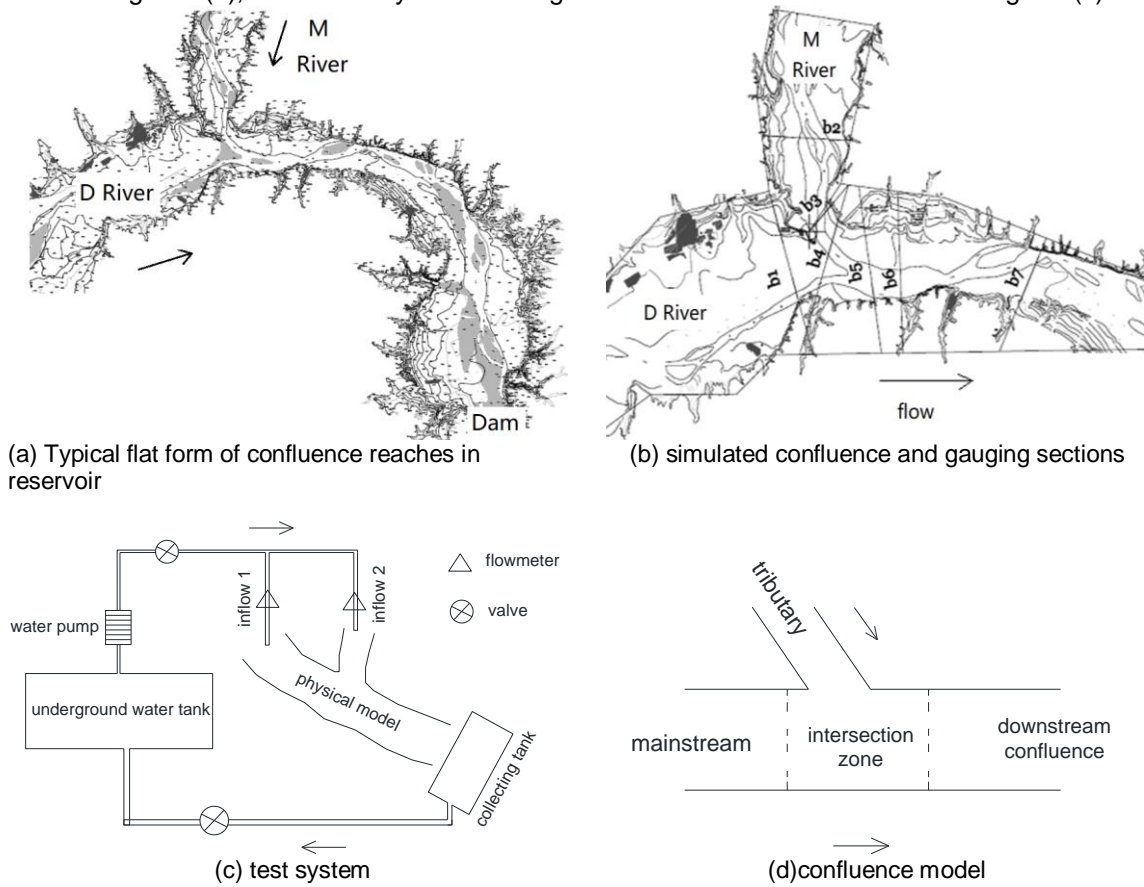 M
River
D River
Dam
(a) Typical flat form of confluence reaches in
reservoir
M
River
b2
b3
b4
b1
b5
b6
b7
D River
flow
(b) simulated confluence and gauging sections
inflow 1
inflow 2
flowmeter
valve
water pump
underground water tank
physical model
collecting tank
(c) test system
tributary
mainstream
intersection
zone
downstream
confluence
(d)confluence model